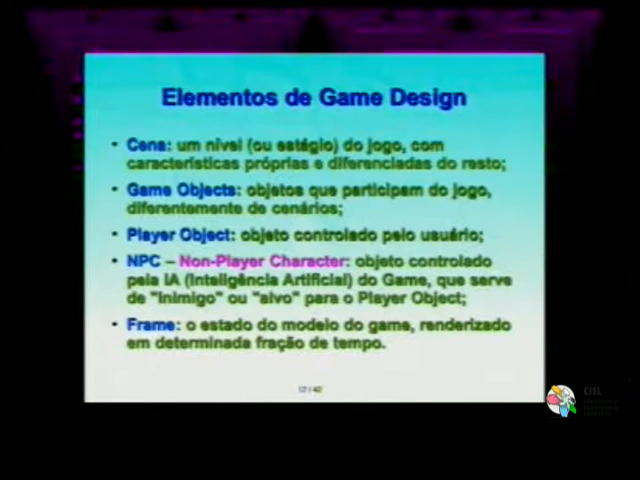 Elementos de Game Design
• Cena: um nível (ou estágio) do jogo, com
características próprias e diferenciadas do resto;
• Game Objects: objetos que participam do jogo,
diferentemente de cenários;
• Player Object: objeto controlado pelo usuário;
• NPC – Non-Player Character: objeto controlado
pela IA (Inteligência Artificial) do Game, que serve
de "inimigo" ou "alvo" para o Player Object;
• Frame: o estado do modelo do game, renderizado
em determinada fração de tempo.
12 / 42
CISL